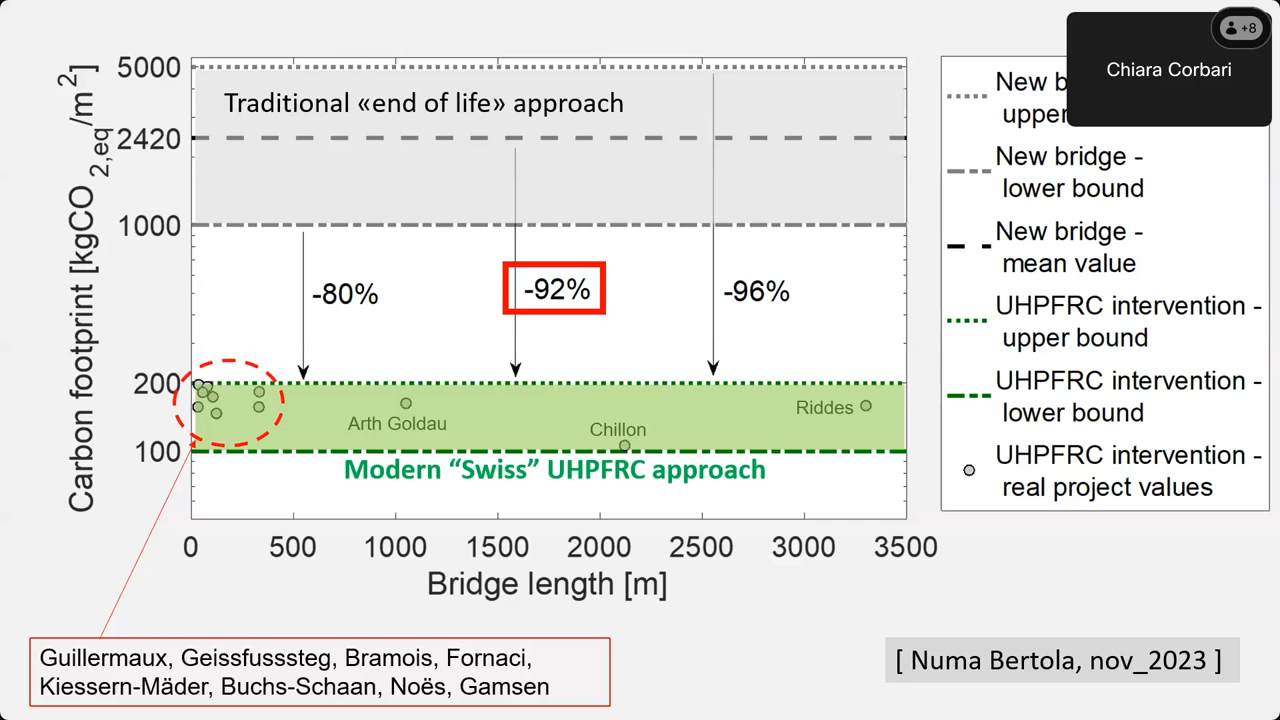 +8
Chiara Corbari
Carbon footprint [kgCO2,eq/m2]
5000
2420
1000
200
100
Traditional «end of life» approach
-80%
-92%
-96%
Arth Goldau
Chillon
Riddes
Modern “Swiss” UHPFRC approach
0 500 1000 1500 2000 2500 3000 3500
Bridge length [m]
New
upper
New bridge -
lower bound
New bridge -
mean value
UHPFRC intervention -
upper bound
UHPFRC intervention -
lower bound
UHPFRC intervention -
real project values
Guillermaux, Geissfusssteg, Bramois, Fornaci,
Kiessern-Mäder, Buchs-Schaan, Noës, Gamsen
[ Numa Bertola, nov_2023 ]